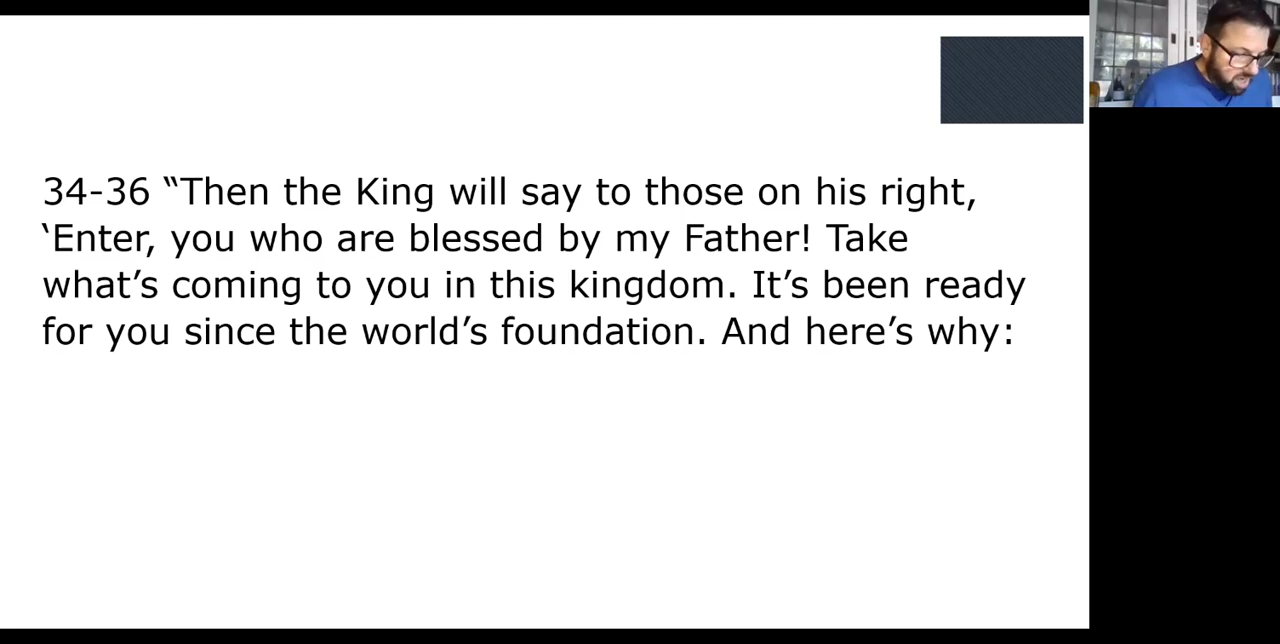 34-36 “Then the King will say to those on his right,
‘Enter, you who are blessed by my Father! Take
what’s coming to you in this kingdom. It’s been ready
for you since the world’s foundation. And here’s why: